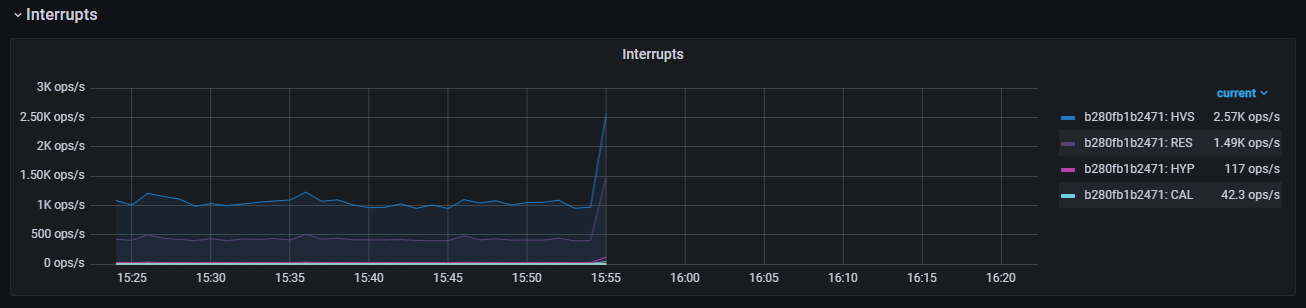 Interrupts
Interrupts
3K ops/s
2.50K ops/s
2K ops/s
1.50K ops/s
1K ops/s
500 ops/s
0 ops/s
15:25 15:30 15:35 15:40 15:45 15:50 15:55 16:00 16:05 16:10 16:15 16:20
current
b280fb1b2471: HVS 2.57K ops/s
b280fb1b2471: RES 1.49K ops/s
b280fb1b2471: HYP 117 ops/s
b280fb1b2471: CAL 42.3 ops/s